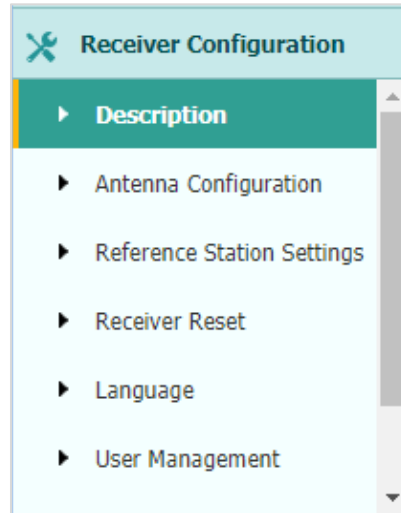 Receiver Configuration
Description
Antenna Configuration
Reference Station Settings
Receiver Reset
Language
User Management